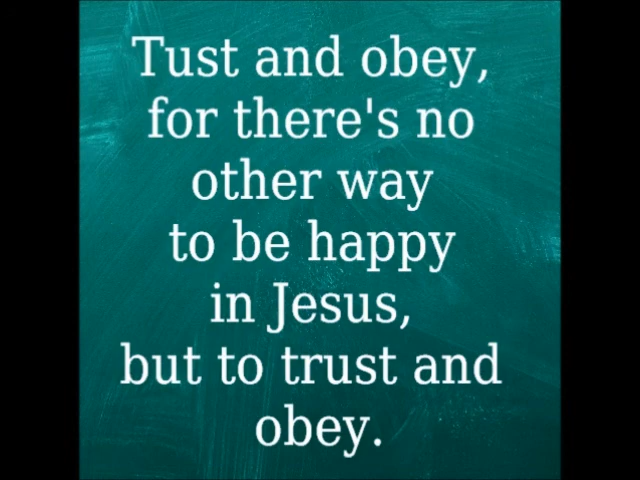 Tust and obey,
for there's no
other way
to be happy
in Jesus,
but to trust and
obey.